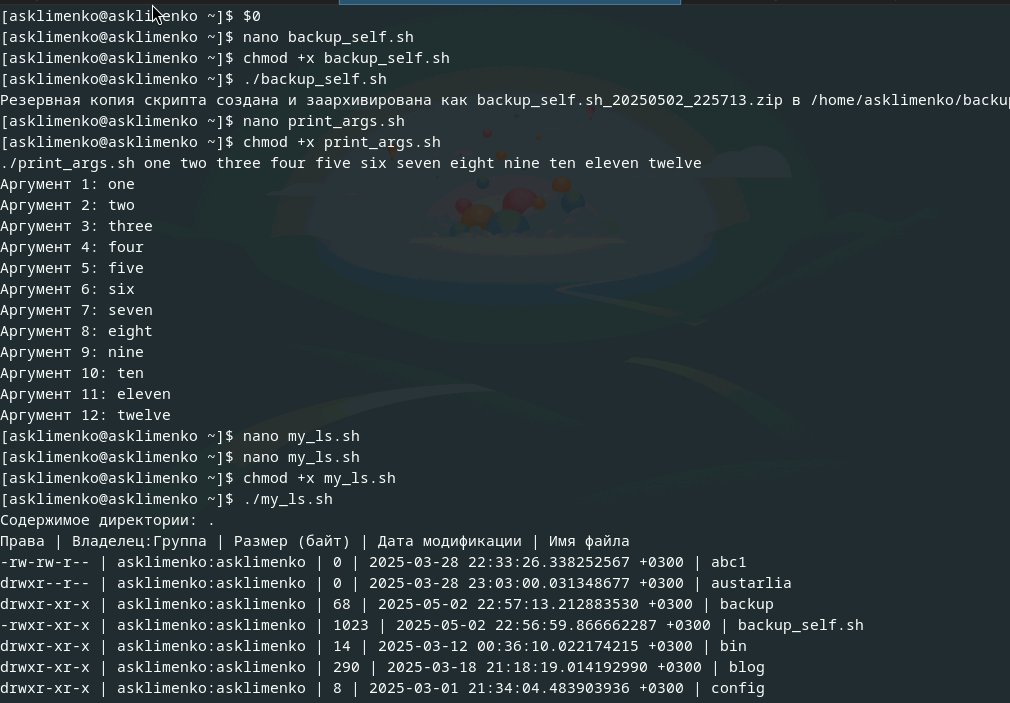 [asklimenko@asklimenko ~]$ $0
[asklimenko@asklimenko ~]$ nano backup_self.sh
[asklimenko@asklimenko ~]$ chmod +x backup_self.sh
[asklimenko@asklimenko ~]$ ./backup_self.sh
Резервная копия скрипта создана и заархивирована как backup_self.sh_20250502_225713.zip в /home/asklimenko/backu
[asklimenko@asklimenko ~]$ nano print_args.sh
[asklimenko@asklimenko ~]$ chmod +x print_args.sh
./print_args.sh one two three four five six seven eight nine ten eleven twelve
Аргумент 1: one
Аргумент 2: two
Аргумент 3: three
Аргумент 4: four
Аргумент 5: five
Аргумент 6: six
Аргумент 7: seven
Аргумент 8: eight
Аргумент 9: nine
Аргумент 10: ten
Аргумент 11: eleven
Аргумент 12: twelve
[asklimenko@asklimenko ~]$ nano my_ls.sh
[asklimenko@asklimenko ~]$ nano my_ls.sh
[asklimenko@asklimenko ~]$ chmod +x my_ls.sh
[asklimenko@asklimenko ~]$ ./my_ls.sh
Содержимое директории: .
Права | Владелец:Группа | Размер (байт) | Дата модификации | Имя файла
-rw-rw-r-- | asklimenko:asklimenko | 0 | 2025-03-28 22:33:26.338252567 +0300 | abc1
drwxr--r-- | asklimenko:asklimenko | 0 | 2025-03-28 23:03:00.031348677 +0300 | austarlia
drwxr-xr-x | asklimenko:asklimenko | 68 | 2025-05-02 22:57:13.212883530 +0300 | backup
-rwxr-xr-x | asklimenko:asklimenko | 1023 | 2025-05-02 22:56:59.866662287 +0300 | backup_self.sh
drwxr-xr-x | asklimenko:asklimenko | 14 | 2025-03-12 00:36:10.022174215 +0300 | bin
drwxr-xr-x | asklimenko:asklimenko | 290 | 2025-03-18 21:18:19.014192990 +0300 | blog
drwxr-xr-x | asklimenko:asklimenko | 8 | 2025-03-01 21:34:04.483903936 +0300 | config